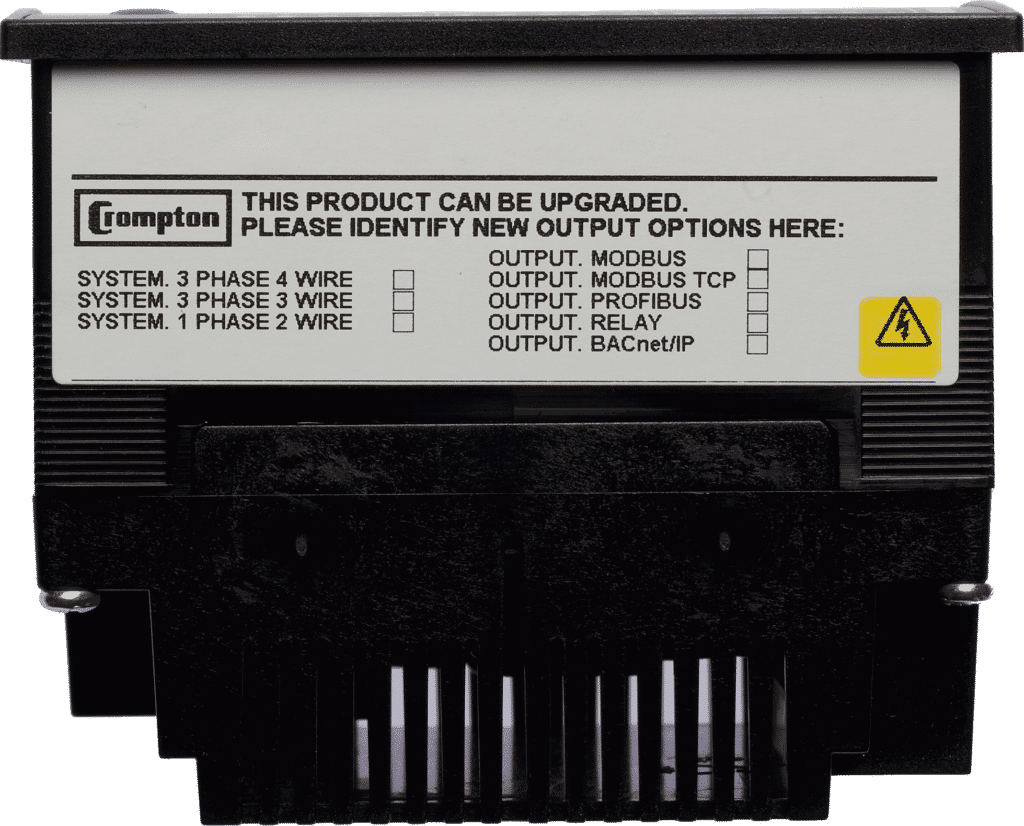 Crompton
THIS PRODUCT CAN BE UPGRADED.
PLEASE IDENTIFY NEW OUTPUT OPTIONS HERE:
SYSTEM. 3 PHASE 4 WIRE
SYSTEM. 3 PHASE 3 WIRE
SYSTEM. 1 PHASE 2 WIRE
OUTPUT. MODBUS
OUTPUT. MODBUS TCP
OUTPUT. PROFIBUS
OUTPUT. RELAY
OUTPUT. BACnet/IP